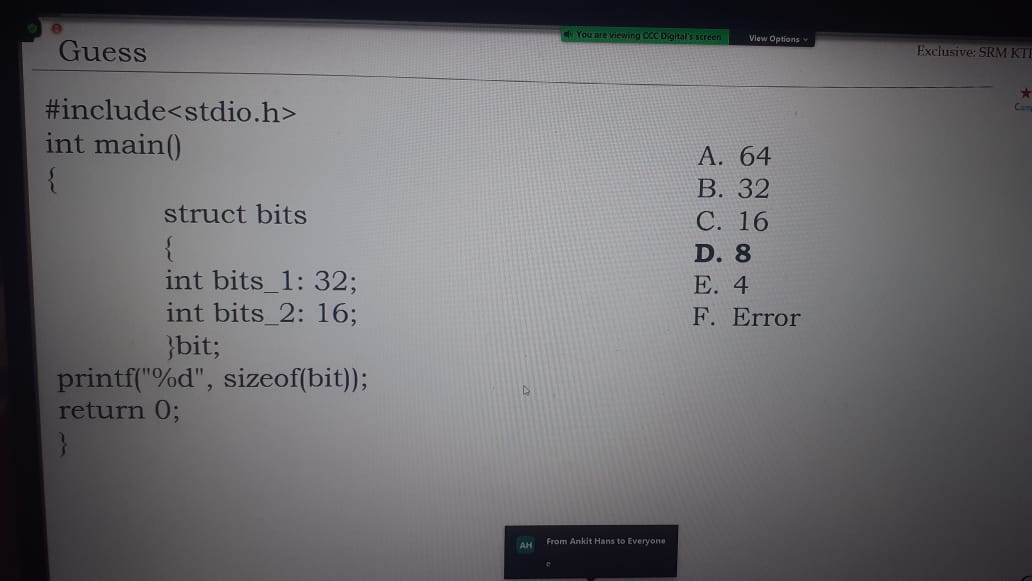 You are viewing CCC Digital's screen
View Options
Guess
Exclusive: SRM
#include<stdio.h>
int main()
{
struct bits
{
int bits_1: 32;
int bits_2: 16;
}bit;
printf("%d", sizeof(bit));
return 0;
}
A. 64
B. 32
C. 16
D. 8
E. 4
F. Error
AH
From Ankit Hans to Everyone
e